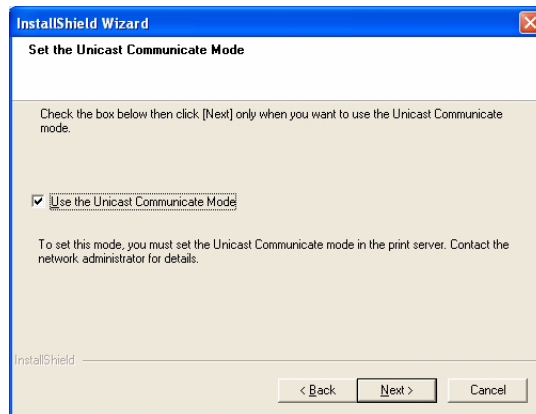 InstallShield Wizard
Set the Unicast Communicate Mode
Check the box below then click [Next] only when you want to use the Unicast Communicate
mode.
Use the Unicast Communicate Mode
To set this mode, you must set the Unicast Communicate mode in the print server. Contact the
network administrator for details.
InstallShield
< Back Next > Cancel